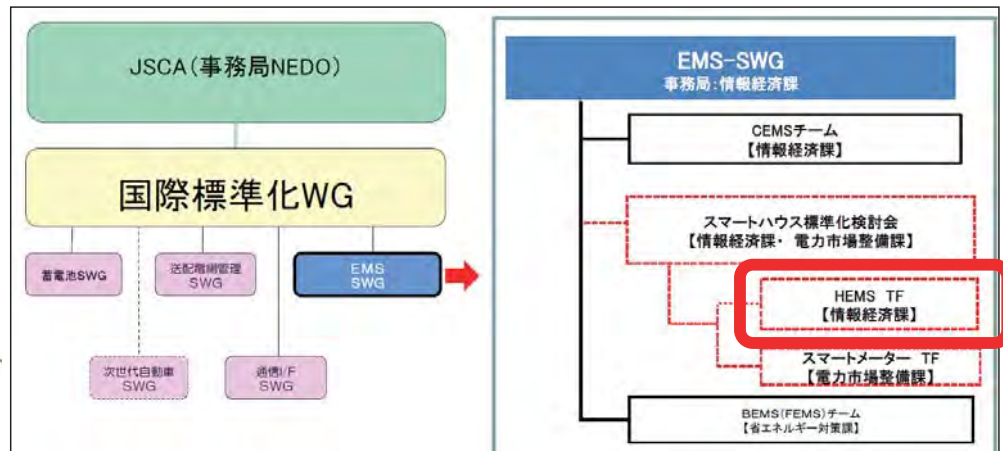 JSCA(事務局NEDO)
国際標準化WG
蓄電池SWG
送配電網管理
SWG
EMS
SWG
次世代自動車
SWG
通信I/F
SWG
EMS-SWG
事務局:情報経済課
CEMSチーム
【情報経済課】
スマートハウス標準化検討会
【情報経済課・ 電力市場整備課】
HEMS TF
【情報経済課】
スマートメーター TF
【電力市場整備課】
BEMS(FEMS)チーム
【省エネルギー対策課】